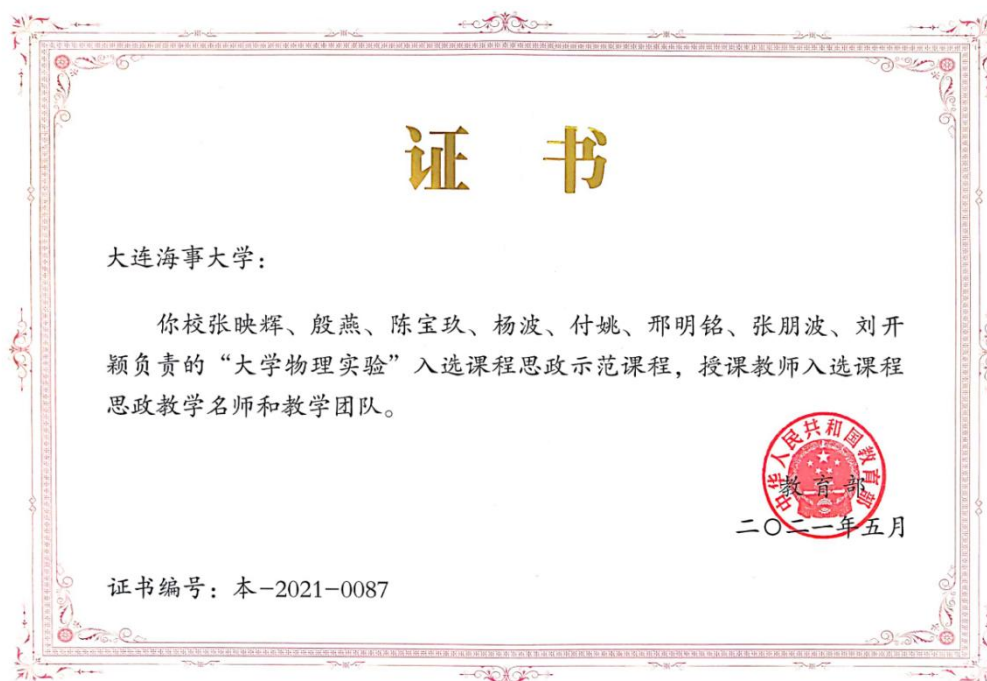 证 书
大连海事大学：
你校张映辉、殷燕、陈宝玖、杨波、付姚、邢明铭、张朋波、刘开
颖负责的“大学物理实验”入选课程思政示范课程，授课教师入选课程
思政教学名师和教学团队。
中华人民共和国教育部
教育部
二〇二一年五月
证书编号：本-2021-0087